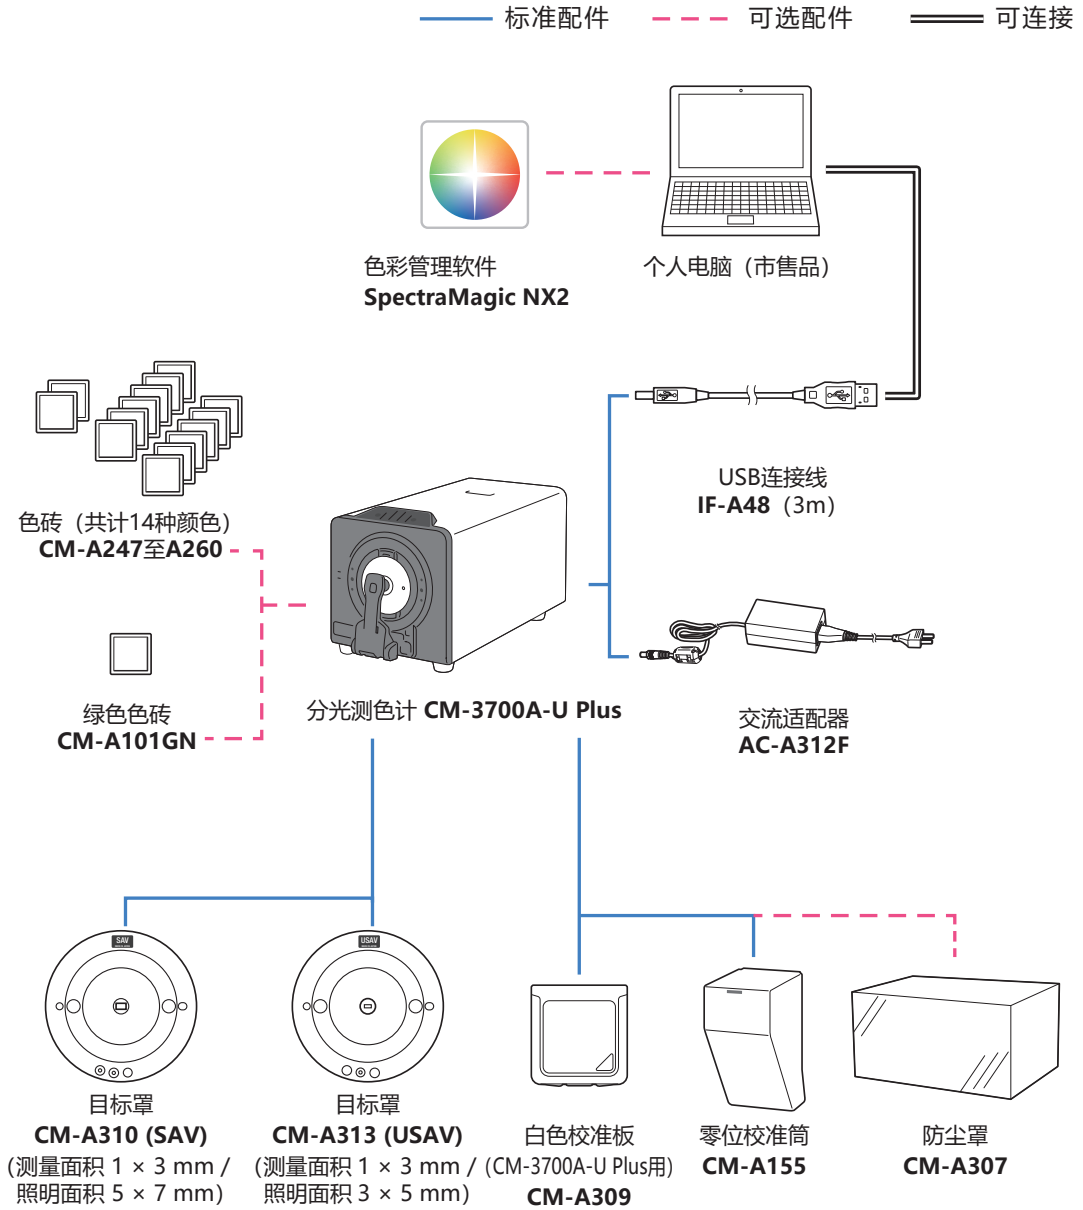 标准配件
可选配件
可连接
色彩管理软件
SpectraMagic NX2
个人电脑（市售品）
USB连接线
IF-A48（3m）
色砖（共计14种颜色）
CM-A247至A260
绿色色砖
CM-A101GN
分光测色计 CM-3700A-U Plus
交流适配器
AC-A312F
SAV
USAV
目标罩
CM-A310 (SAV)
（测量面积 1 × 3 mm /
照明面积 5 × 7 mm）
目标罩
CM-A313 (USAV)
（测量面积 1 × 3 mm /
照明面积 3 × 5 mm）
白色校准板
(CM-3700A-U Plus用)
CM-A309
零位校准筒
CM-A155
防尘罩
CM-A307